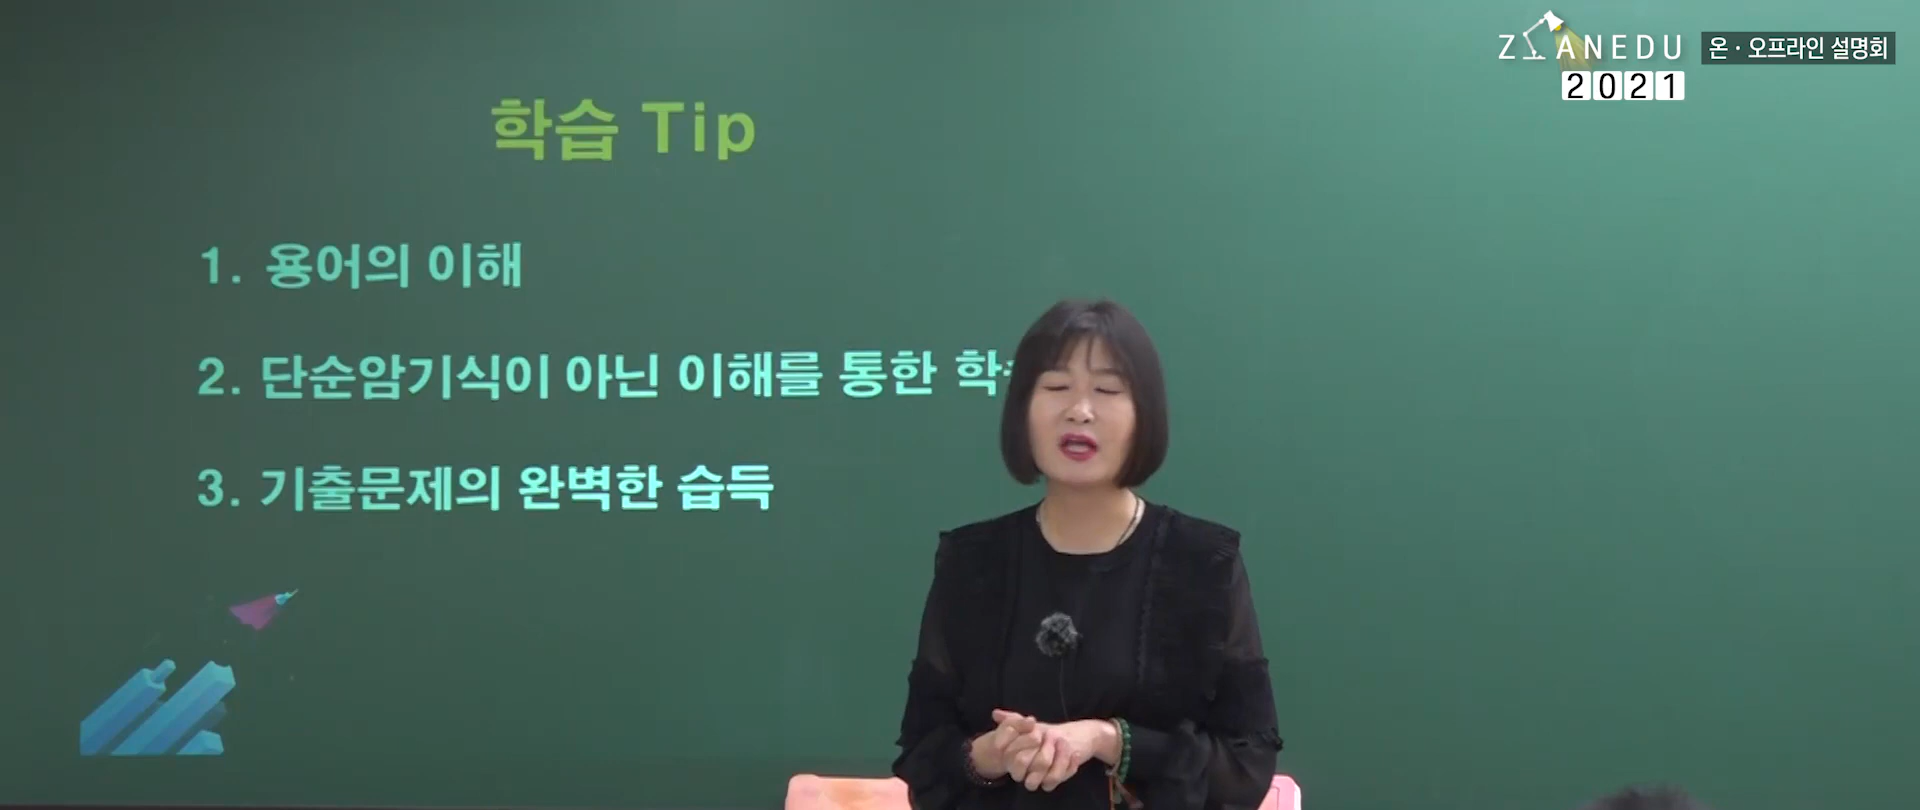 ZIANEDU 온·오프라인 설명회
2021
학습 Tip
1. 용어의 이해
2. 단순암기식이 아닌 이해를 통한
3. 기출문제의 완벽한 습득